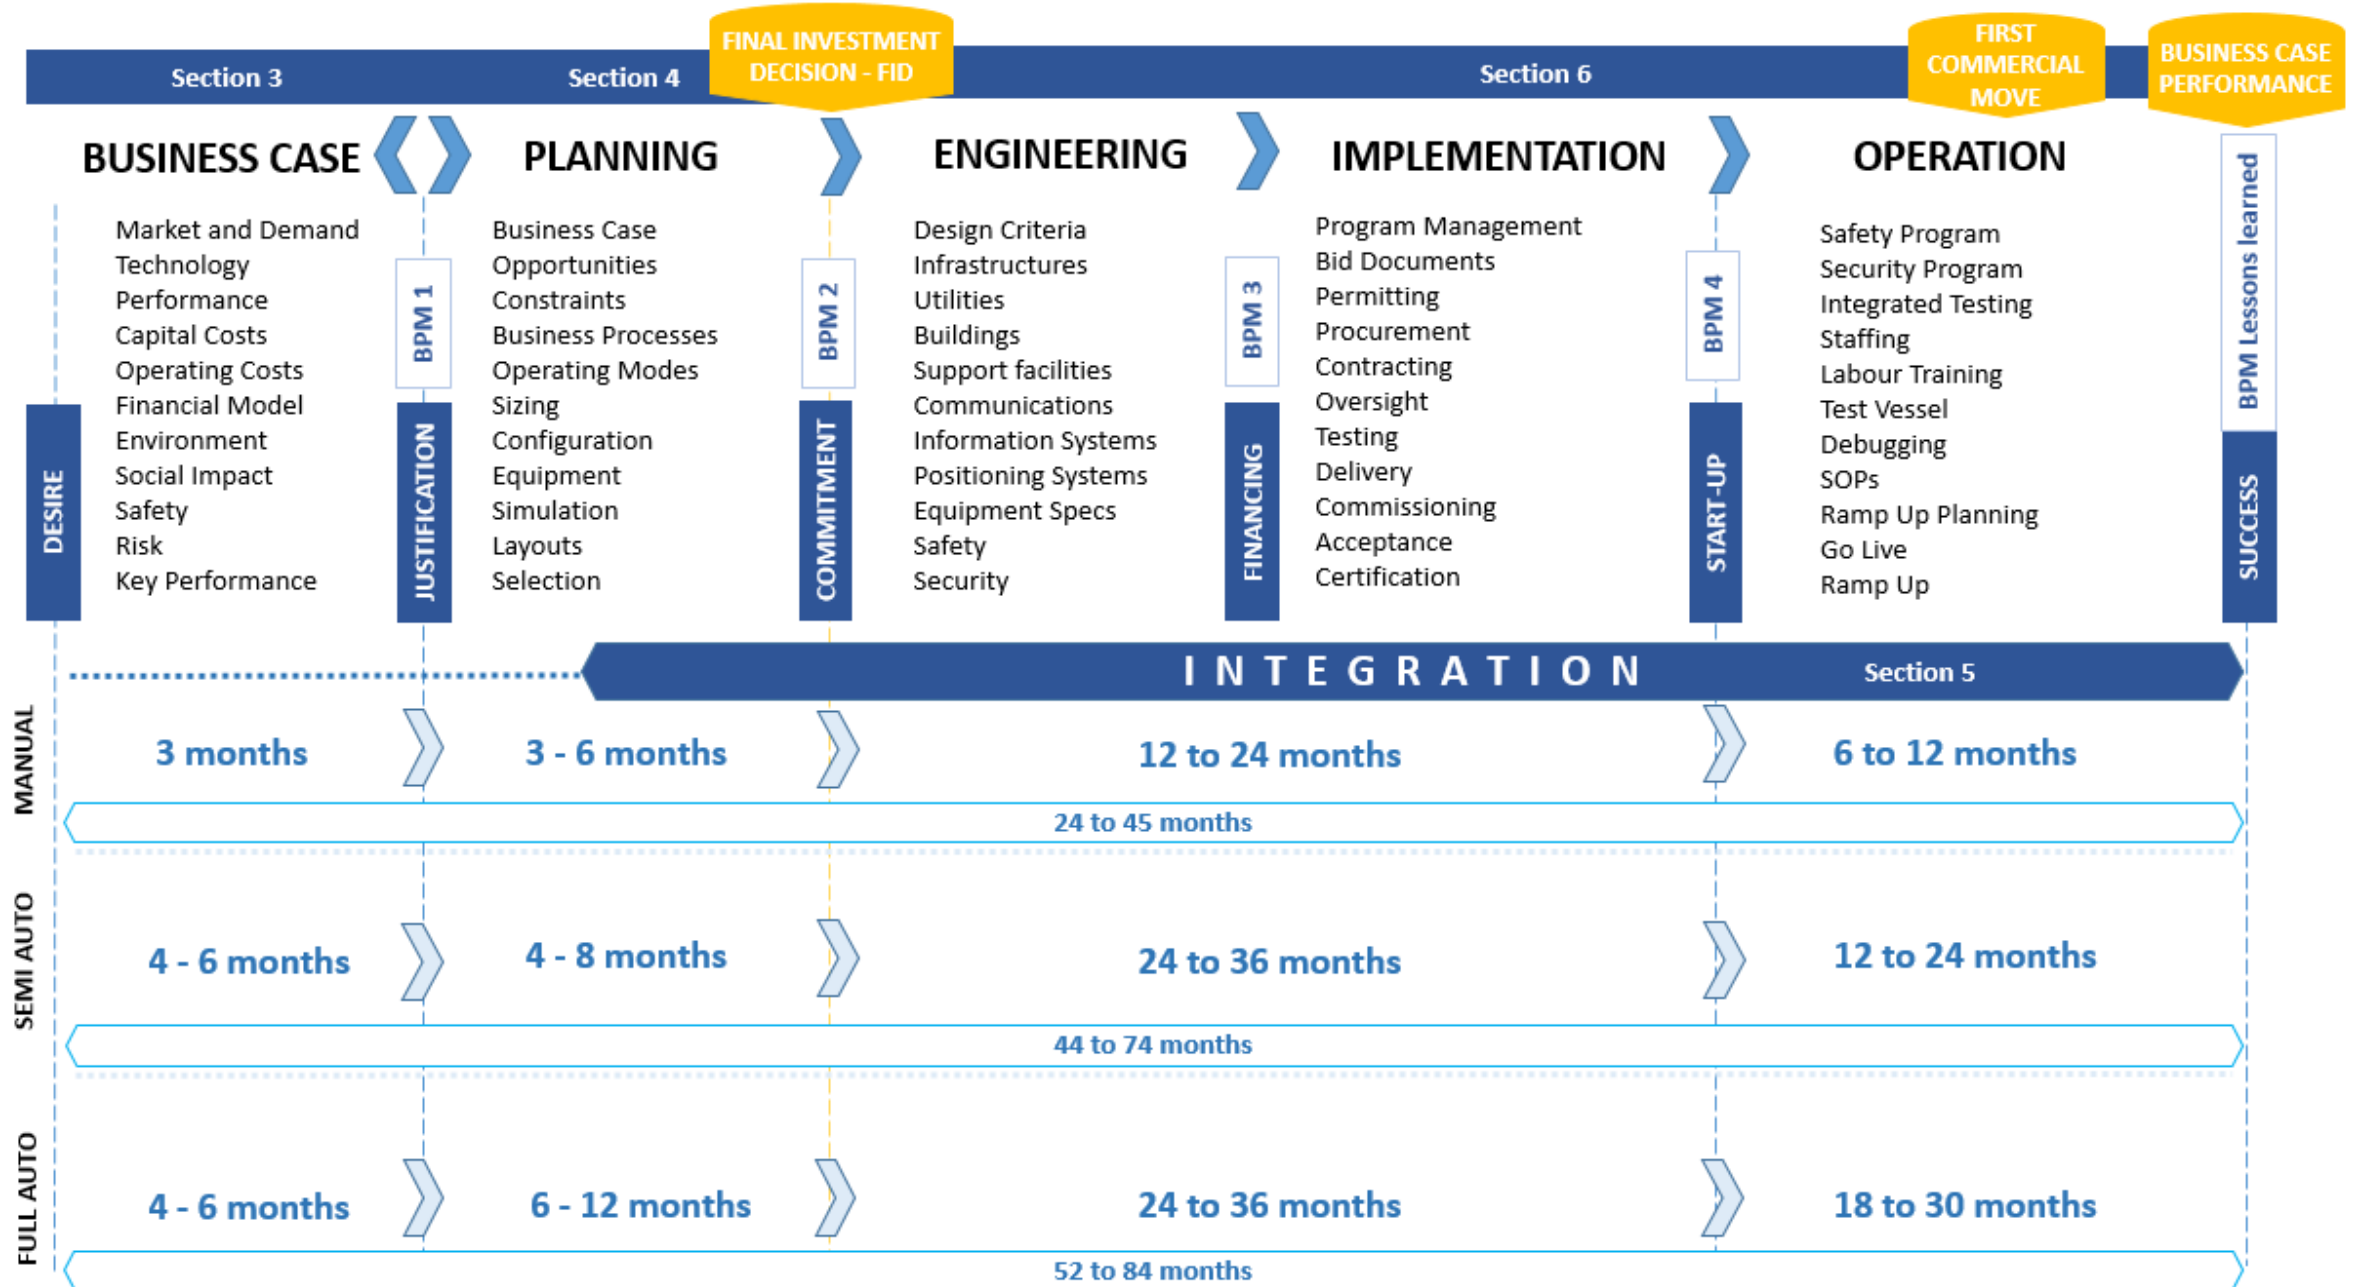 Section 3
Section 4
FINAL INVESTMENT
DECISION - FID
Section 6
FIRST
COMMERCIAL
MOVE
BUSINESS CASE
PERFORMANCE
BUSINESS CASE
PLANNING
ENGINEERING
IMPLEMENTATION
OPERATION
DESIRE
Market and Demand
Technology
Performance
Capital Costs
Operating Costs
Financial Model
Environment
Social Impact
Safety
Risk
Key Performance
BPM 1
JUSTIFICATION
Business Case
Opportunities
Constraints
Business Processes
Operating Modes
Sizing
Configuration
Equipment
Simulation
Layouts
Selection
BPM 2
COMMITMENT
Design Criteria
Infrastructures
Utilities
Buildings
Support facilities
Communications
Information Systems
Positioning Systems
Equipment Specs
Safety
Security
BPM 3
FINANCING
Program Management
Bid Documents
Permitting
Procurement
Contracting
Oversight
Testing
Delivery
Commissioning
Acceptance
Certification
BPM 4
START-UP
Safety Program
Security Program
Integrated Testing
Staffing
Labour Training
Test Vessel
Debugging
SOPs
Ramp Up Planning
Go Live
Ramp Up
BPM Lessons learned
SUCCESS
INTEGRATION
Section 5
MANUAL
3 months
3 - 6 months
12 to 24 months
6 to 12 months
24 to 45 months
SEMI AUTO
4 - 6 months
4 - 8 months
24 to 36 months
12 to 24 months
44 to 74 months
FULL AUTO
4 - 6 months
6 - 12 months
24 to 36 months
18 to 30 months
52 to 84 months